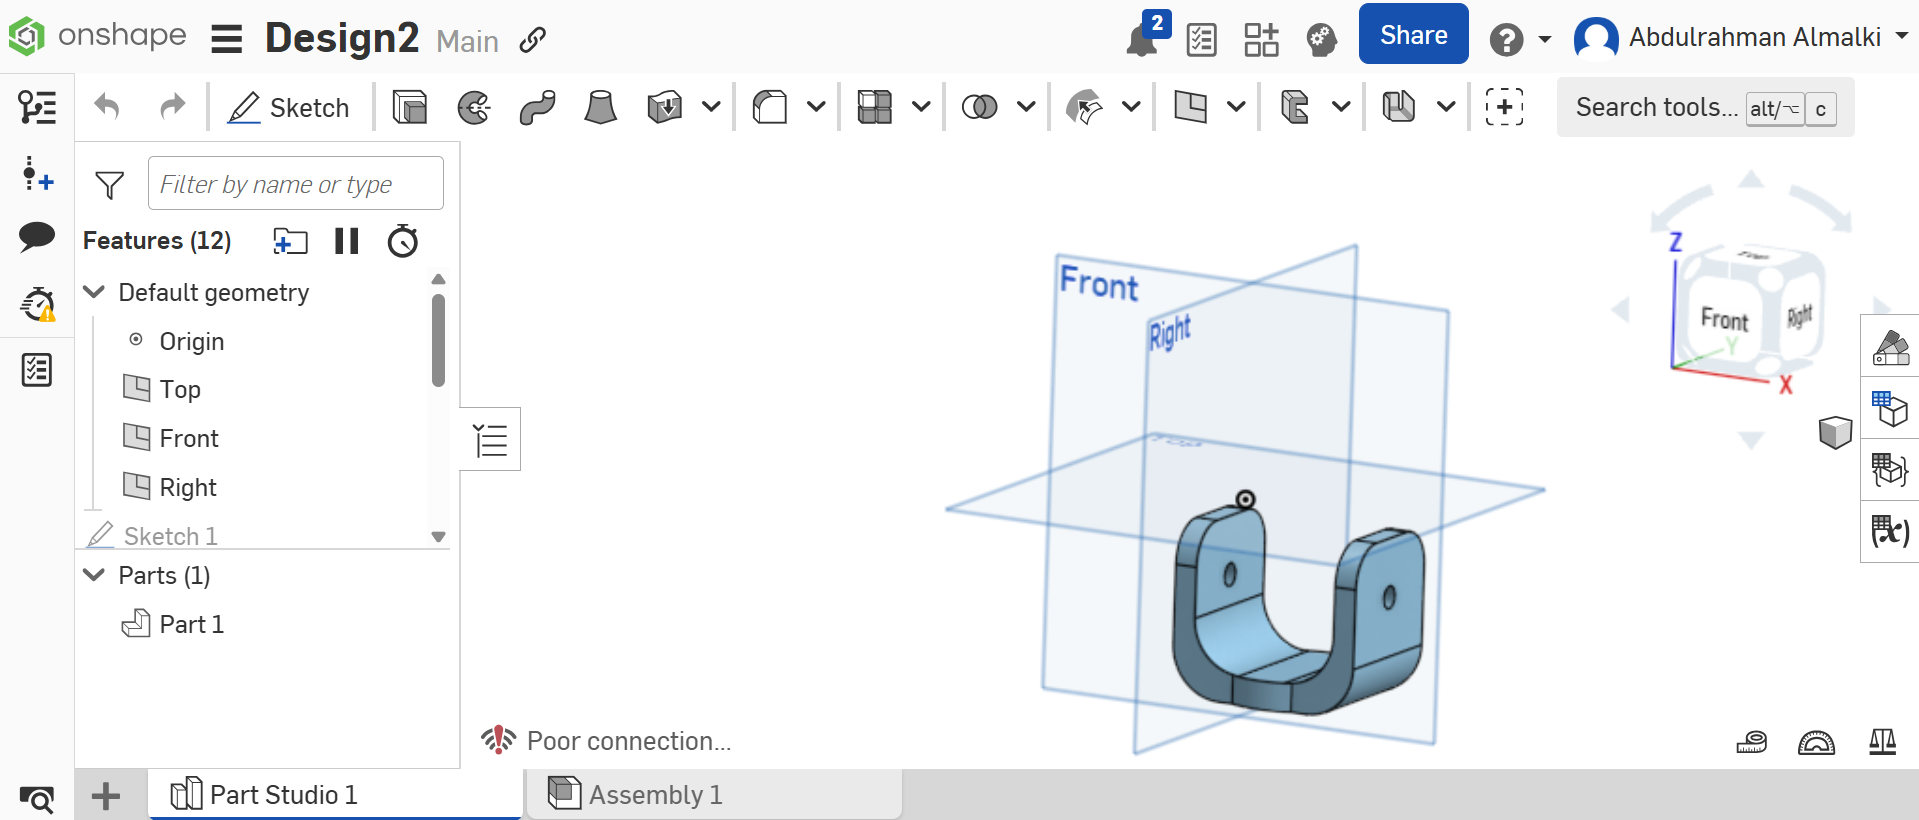 onshape Design2 Main 2 Share Abdulrahman Almalki
Sketch Search tools... alt/⌥ c
Filter by name or type
Features (12)
Default geometry
Origin
Top
Front
Right
Sketch 1
Parts (1)
Part 1
Front
Right
Top
Z
Top
Front
Right
Y
X
(x)
Poor connection...
Part Studio 1
Assembly 1